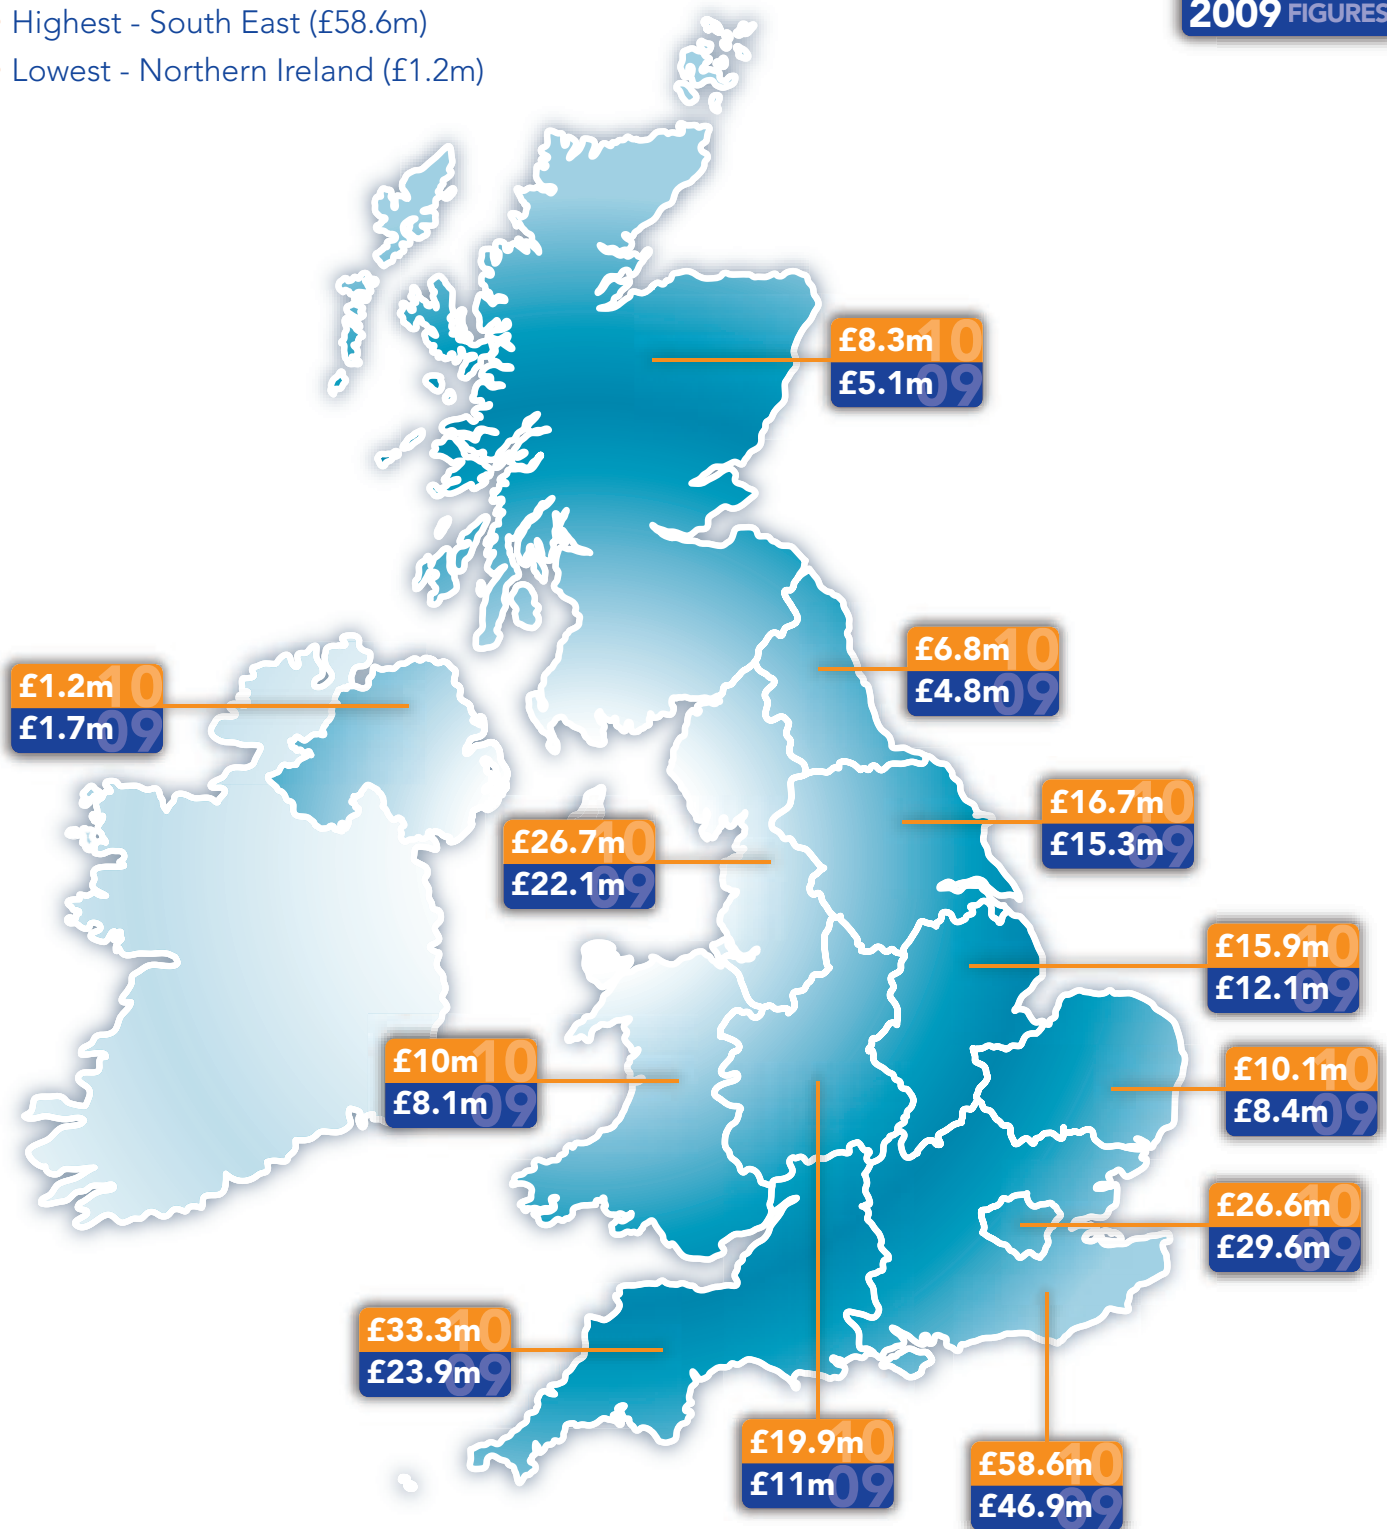 Highest - South East (£58.6m)
Lowest - Northern Ireland (£1.2m)
2009 FIGURES
£8.3m 10
£5.1m 09
£6.8m 10
£4.8m 09
£1.2m 10
£1.7m 09
£16.7m 10
£15.3m 09
£26.7m 10
£22.1m 09
£15.9m 10
£12.1m 09
£10m 10
£8.1m 09
£10.1m 10
£8.4m 09
£26.6m 10
£29.6m 09
£33.3m 10
£23.9m 09
£19.9m 10
£11m 09
£58.6m 10
£46.9m 09